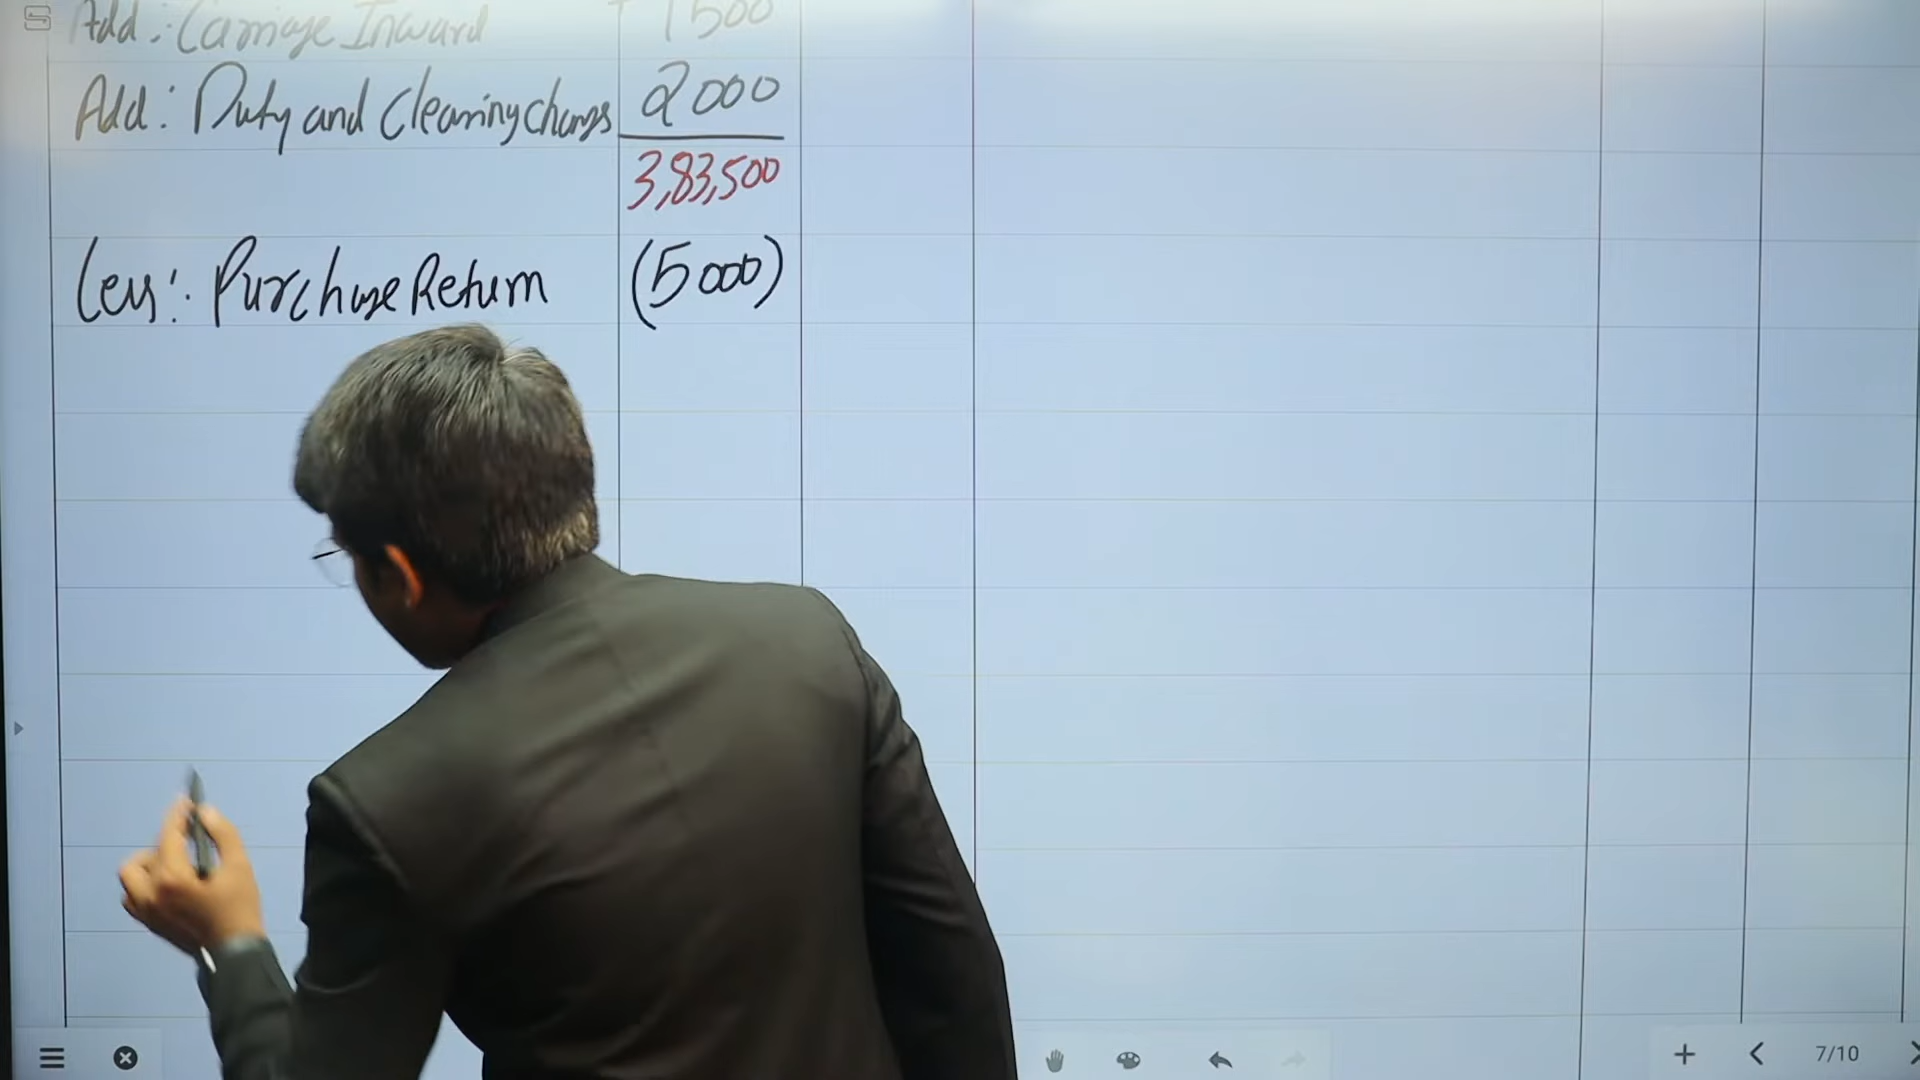 Add: Carriage Inward 1500
Add: Duty and Clearing charges 2000
3,83,500
Less: Purchase Return (5000)
7/10